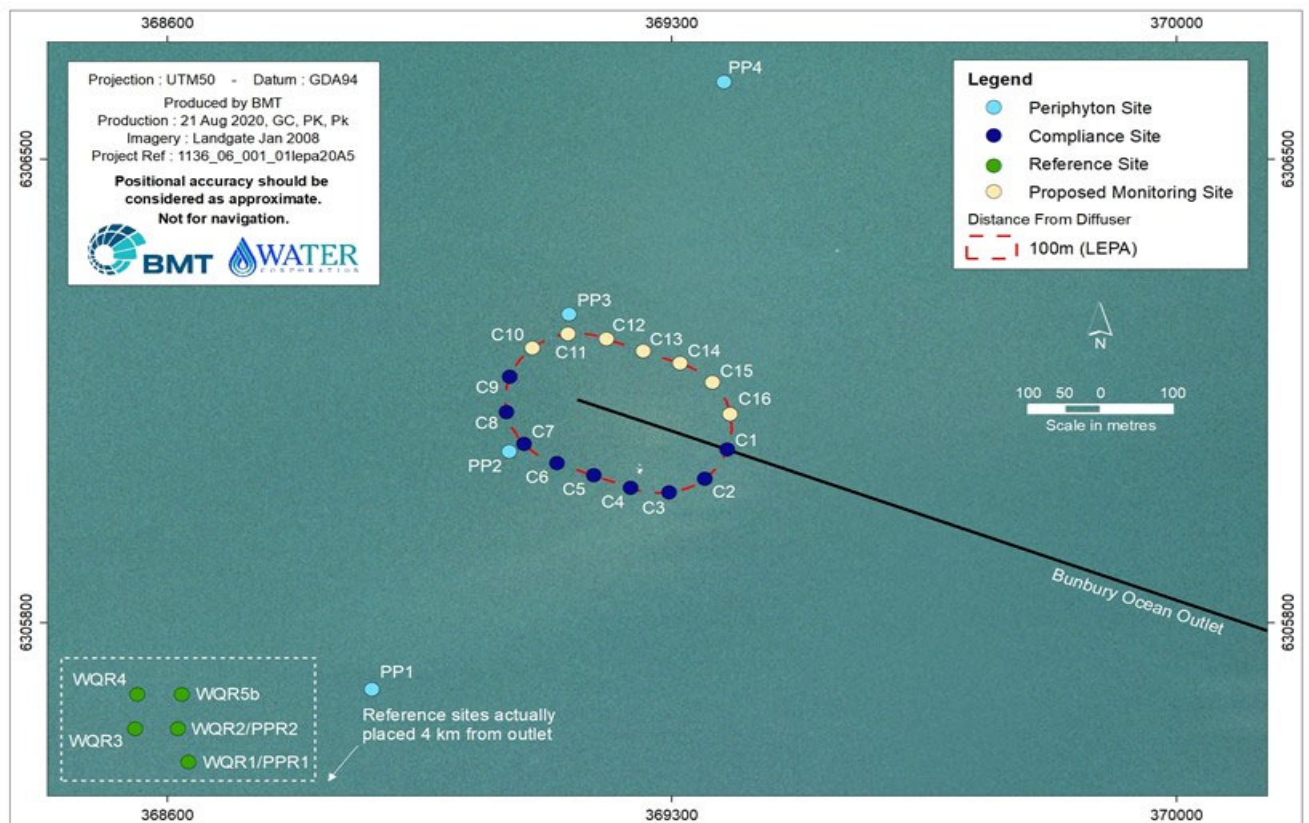 368600
369300
370000
Projection : UTM50 - Datum : GDA94
Produced by BMT
Production : 21 Aug 2020, GC, PK, Pk
Imagery : Landgate Jan 2008
Project Ref : 1136_06_001_01lepa20A5
Positional accuracy should be
considered as approximate.
Not for navigation.
BMT
WATER
CORPORATION
PP4
Legend
Periphyton Site
Compliance Site
Reference Site
Proposed Monitoring Site
Distance From Diffuser
100m (LEPA)
6306500
6306500
PP3
C10
C11
C12
C13
C14
C15
C16
C9
C8
C7
PP2
C6
C5
C4
C3
C2
C1
N
100 50 0 100
Scale in metres
Bunbury Ocean Outlet
6305800
6305800
PP1
WQR4
WQR5b
WQR3
WQR2/PPR2
WQR1/PPR1
Reference sites actually
placed 4 km from outlet
368600
369300
370000